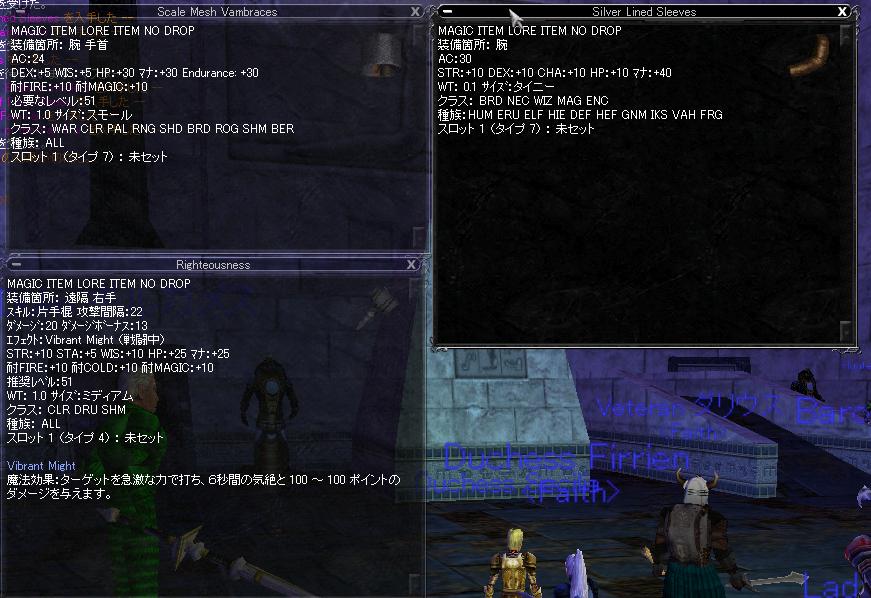 を受けた。
Scale Mesh Vambraces
MAGIC ITEM LORE ITEM NO DROP
装備箇所: 腕 手首
AC:24
DEX:+5 WIS:+5 HP:+30 マナ:+30 Endurance: +30
耐FIRE:+10 耐MAGIC:+10
必要なレベル:51
WT: 1.0 サイズ:スモール
クラス: WAR CLR PAL RNG SHD BRD ROG SHM BER
種族: ALL
スロット 1 (タイプ 7) : 未セット
Silver Lined Sleeves
MAGIC ITEM LORE ITEM NO DROP
装備箇所: 腕
AC:30
STR:+10 DEX:+10 CHA:+10 HP:+10 マナ:+40
WT: 0.1 サイズ:タイニー
クラス: BRD NEC WIZ MAG ENC
種族:HUM ERU ELF HIE DEF HEF GNM IKS VAH FRG
スロット 1 (タイプ 7) : 未セット
Righteousness
MAGIC ITEM LORE ITEM NO DROP
装備箇所: 遠隔 右手
スキル:片手棍 攻撃間隔:22
ダメージ:20 ダメージボーナス:13
エフェクト:Vibrant Might (戦闘中)
STR:+10 STA:+5 WIS:+10 HP:+25 マナ:+25
耐FIRE:+10 耐COLD:+10 耐MAGIC:+10
推奨レベル:51
WT: 1.0 サイズ:ミディアム
クラス: CLR DRU SHM
種族: ALL
スロット 1 (タイプ 4) : 未セット
Vibrant Might
魔法効果:ターゲットを急激な力で打ち、6秒間の気絶と 100 ～ 100 ポイントの
ダメージを与えます。
Veteran ダリウス
<Faith>
Barc
Duchess Firrien
Duchess
<Faith>
Lad